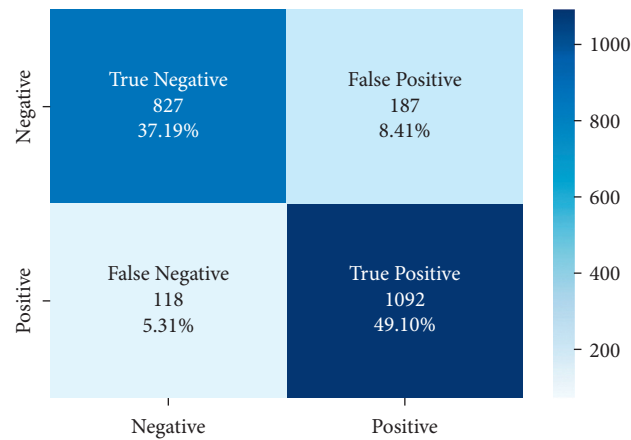 True Negative
827
37.19%
False Positive
187
8.41%
False Negative
118
5.31%
True Positive
1092
49.10%
Negative
Positive
Negative
Positive
1000
800
600
400
200